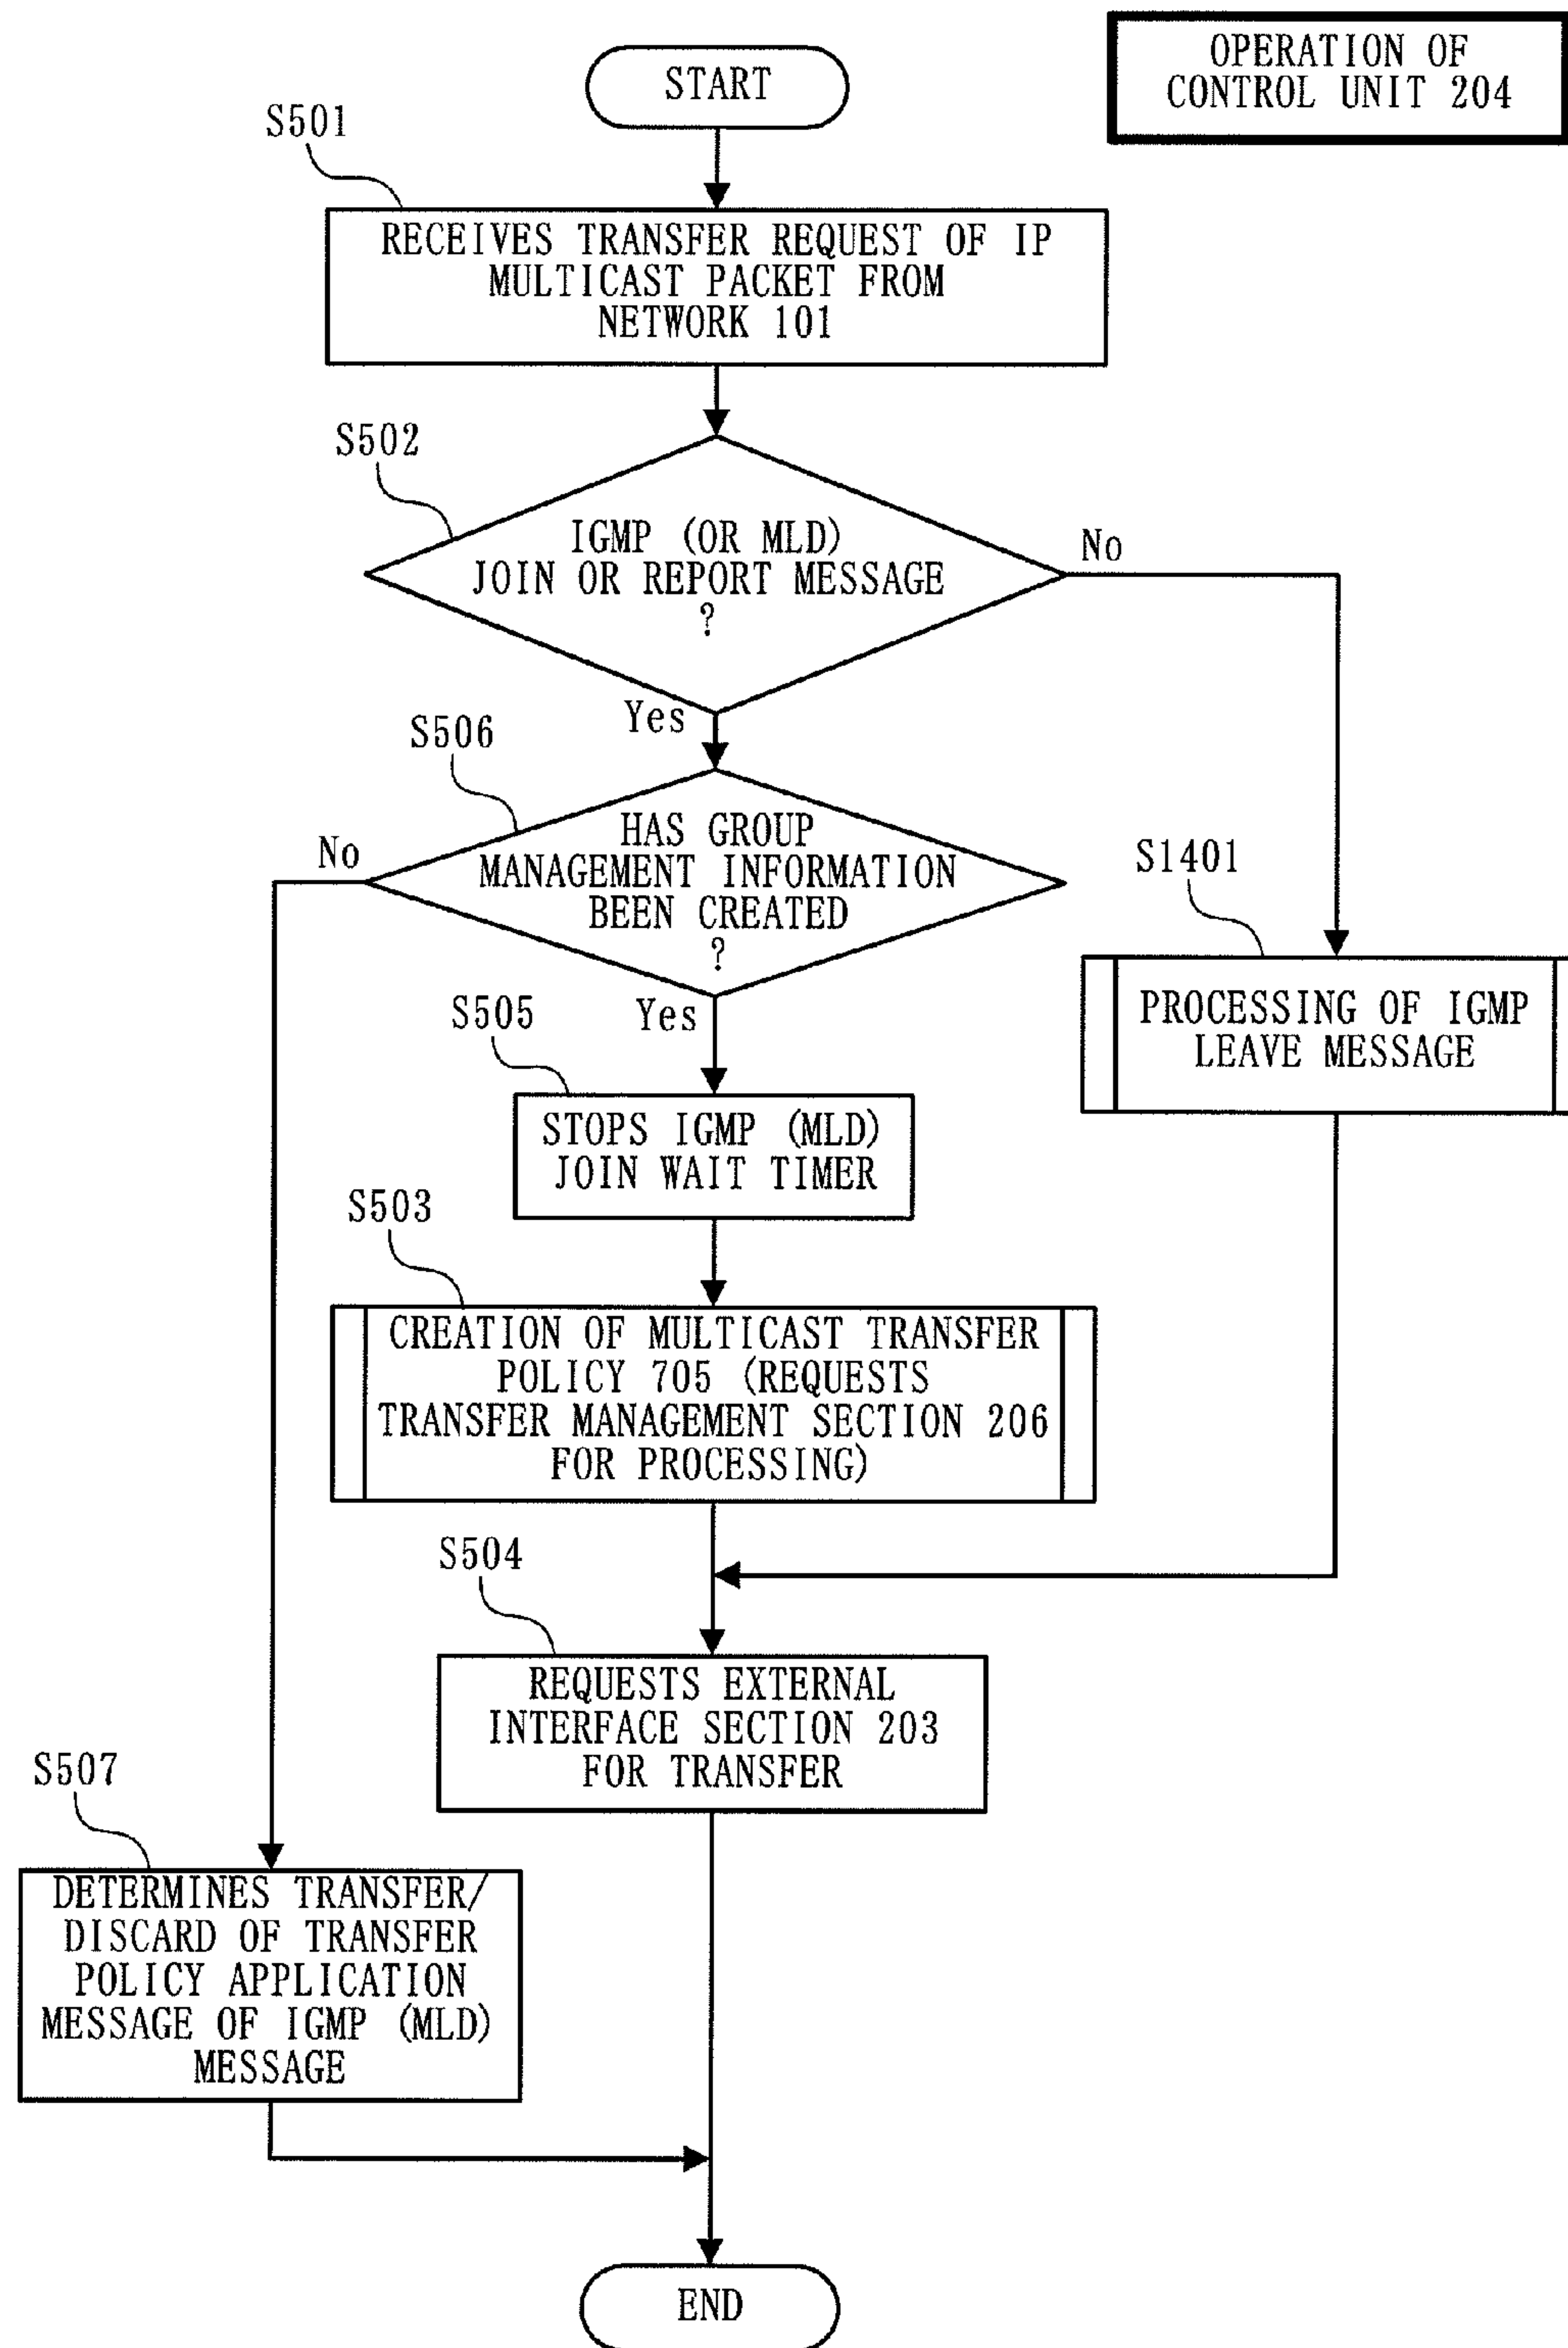 OPERATION OF
CONTROL UNIT 204
START
S501
RECEIVES TRANSFER REQUEST OF IP
MULTICAST PACKET FROM
NETWORK 101
S502
IGMP (OR MLD)
JOIN OR REPORT MESSAGE
?
No
Yes
S506
HAS GROUP
MANAGEMENT INFORMATION
BEEN CREATED
?
No
Yes
S1401
PROCESSING OF IGMP
LEAVE MESSAGE
S505
STOPS IGMP (MLD)
JOIN WAIT TIMER
S503
CREATION OF MULTICAST TRANSFER
POLICY 705 (REQUESTS
TRANSFER MANAGEMENT SECTION 206
FOR PROCESSING)
S504
REQUESTS EXTERNAL
INTERFACE SECTION 203
FOR TRANSFER
S507
DETERMINES TRANSFER/
DISCARD OF TRANSFER
POLICY APPLICATION
MESSAGE OF IGMP (MLD)
MESSAGE
END